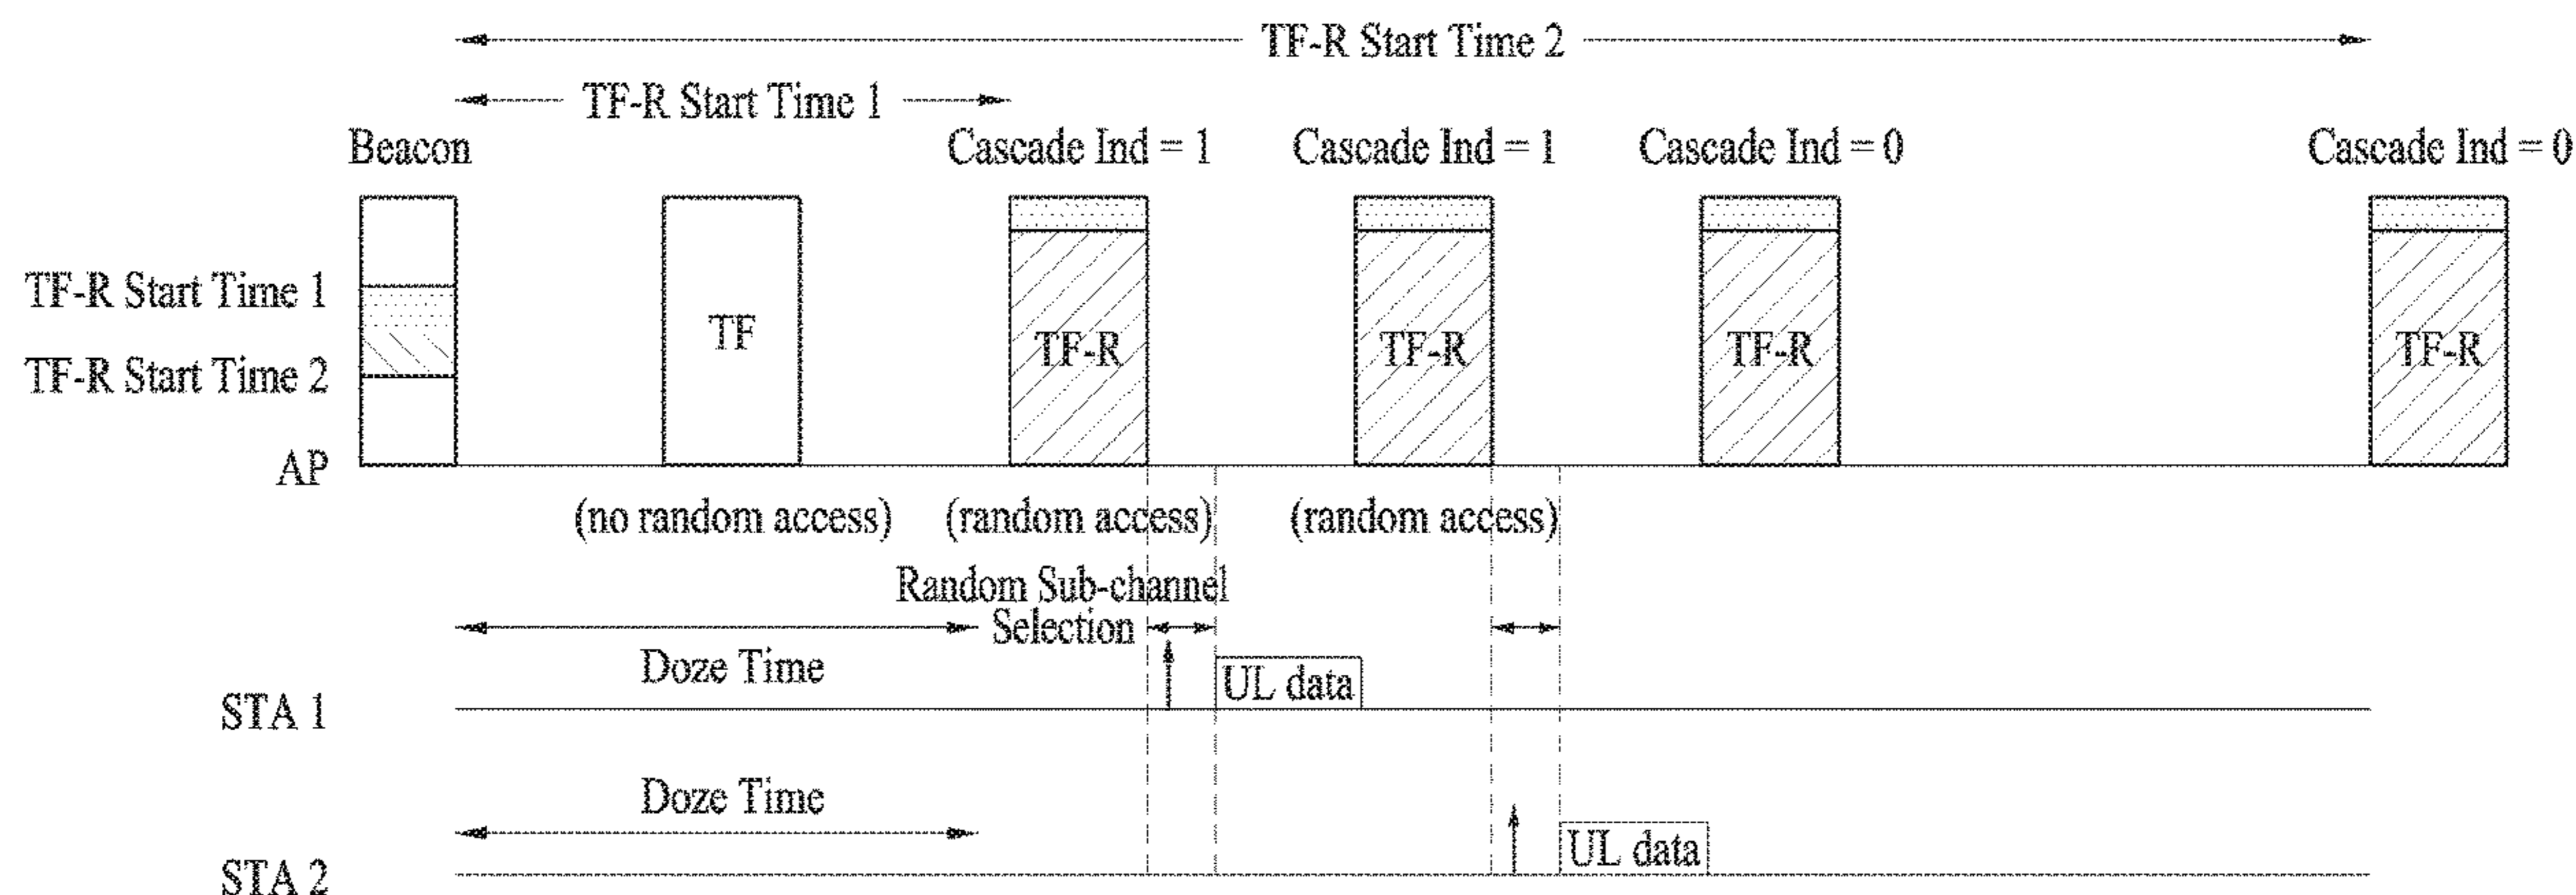 TF-R Start Time 2
TF-R Start Time 1
Beacon
Cascade Ind = 1
Cascade Ind = 1
Cascade Ind = 0
Cascade Ind = 0
TF-R Start Time 1
TF
TF-R
TF-R
TF-R
TF-R
TF-R Start Time 2
AP
(no random access)
(random access)
(random access)
Random Sub-channel
Selection
Doze Time
UL data
STA 1
Doze Time
UL data
STA 2